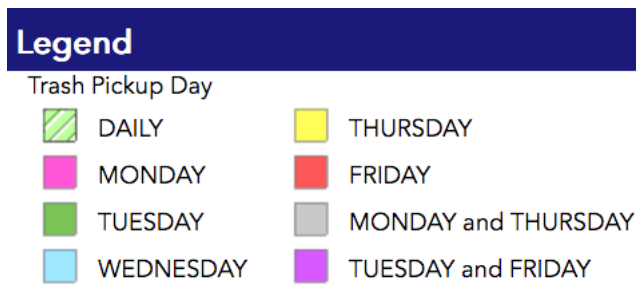 Legend
Trash Pickup Day
DAILY
MONDAY
TUESDAY
WEDNESDAY
THURSDAY
FRIDAY
MONDAY and THURSDAY
TUESDAY and FRIDAY